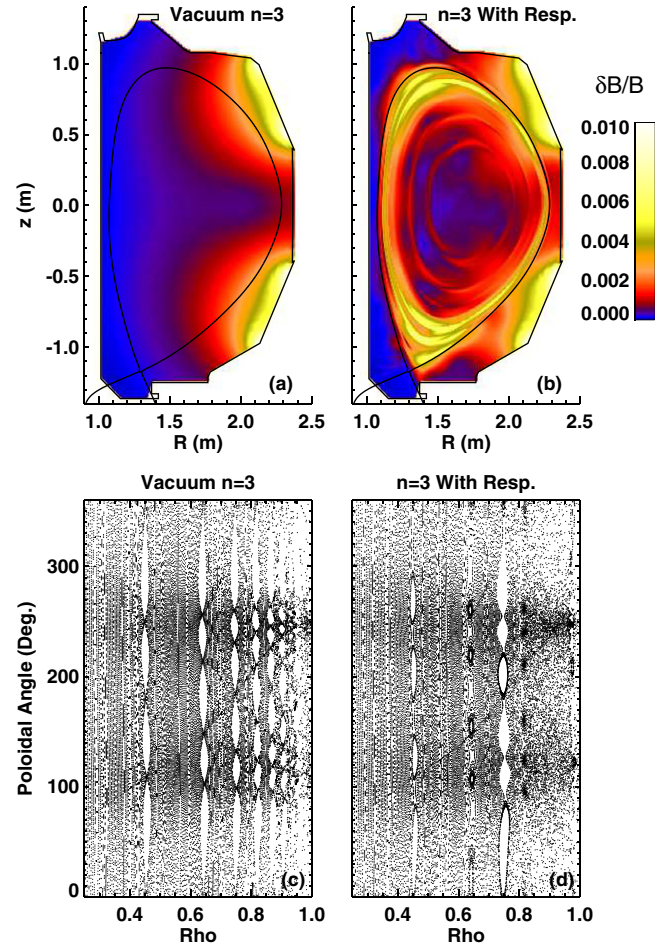 Vacuum n=3
n=3 With Resp.
δB/B
z (m)
1.0
0.5
0.0
-0.5
-1.0
(a)
(b)
0.010
0.008
0.006
0.004
0.002
0.000
1.0 1.5 2.0 2.5
R (m)
1.0 1.5 2.0 2.5
R (m)
Vacuum n=3
n=3 With Resp.
Poloidal Angle (Deg.)
300
200
100
0
(c)
(d)
0.4 0.6 0.8 1.0
Rho
0.4 0.6 0.8 1.0
Rho